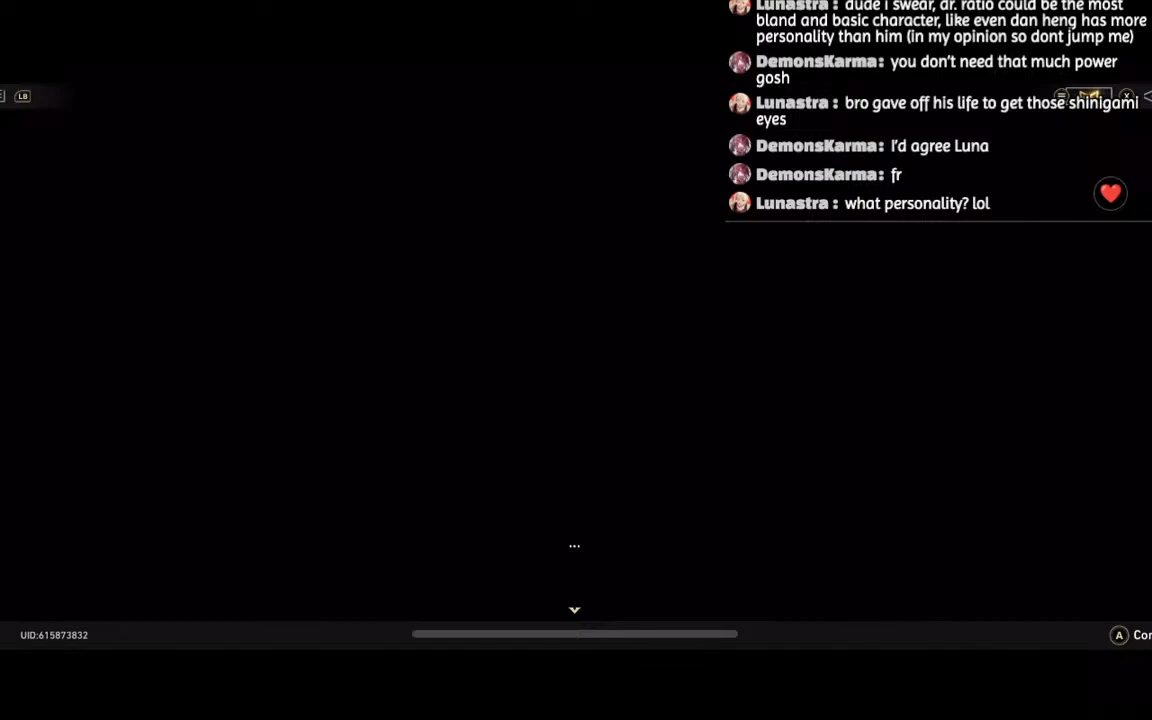 Lunastra : dude i swear, dr. ratio could be the most
bland and basic character, like even dan heng has more
personality than him (in my opinion so dont jump me)
DemonsKarma: you don't need that much power
gosh
LB
X
Lunastra : bro gave off his life to get those shinigami
eyes
DemonsKarma: I'd agree Luna
DemonsKarma: fr
Lunastra : what personality? lol
...
UID:615873832
A Con